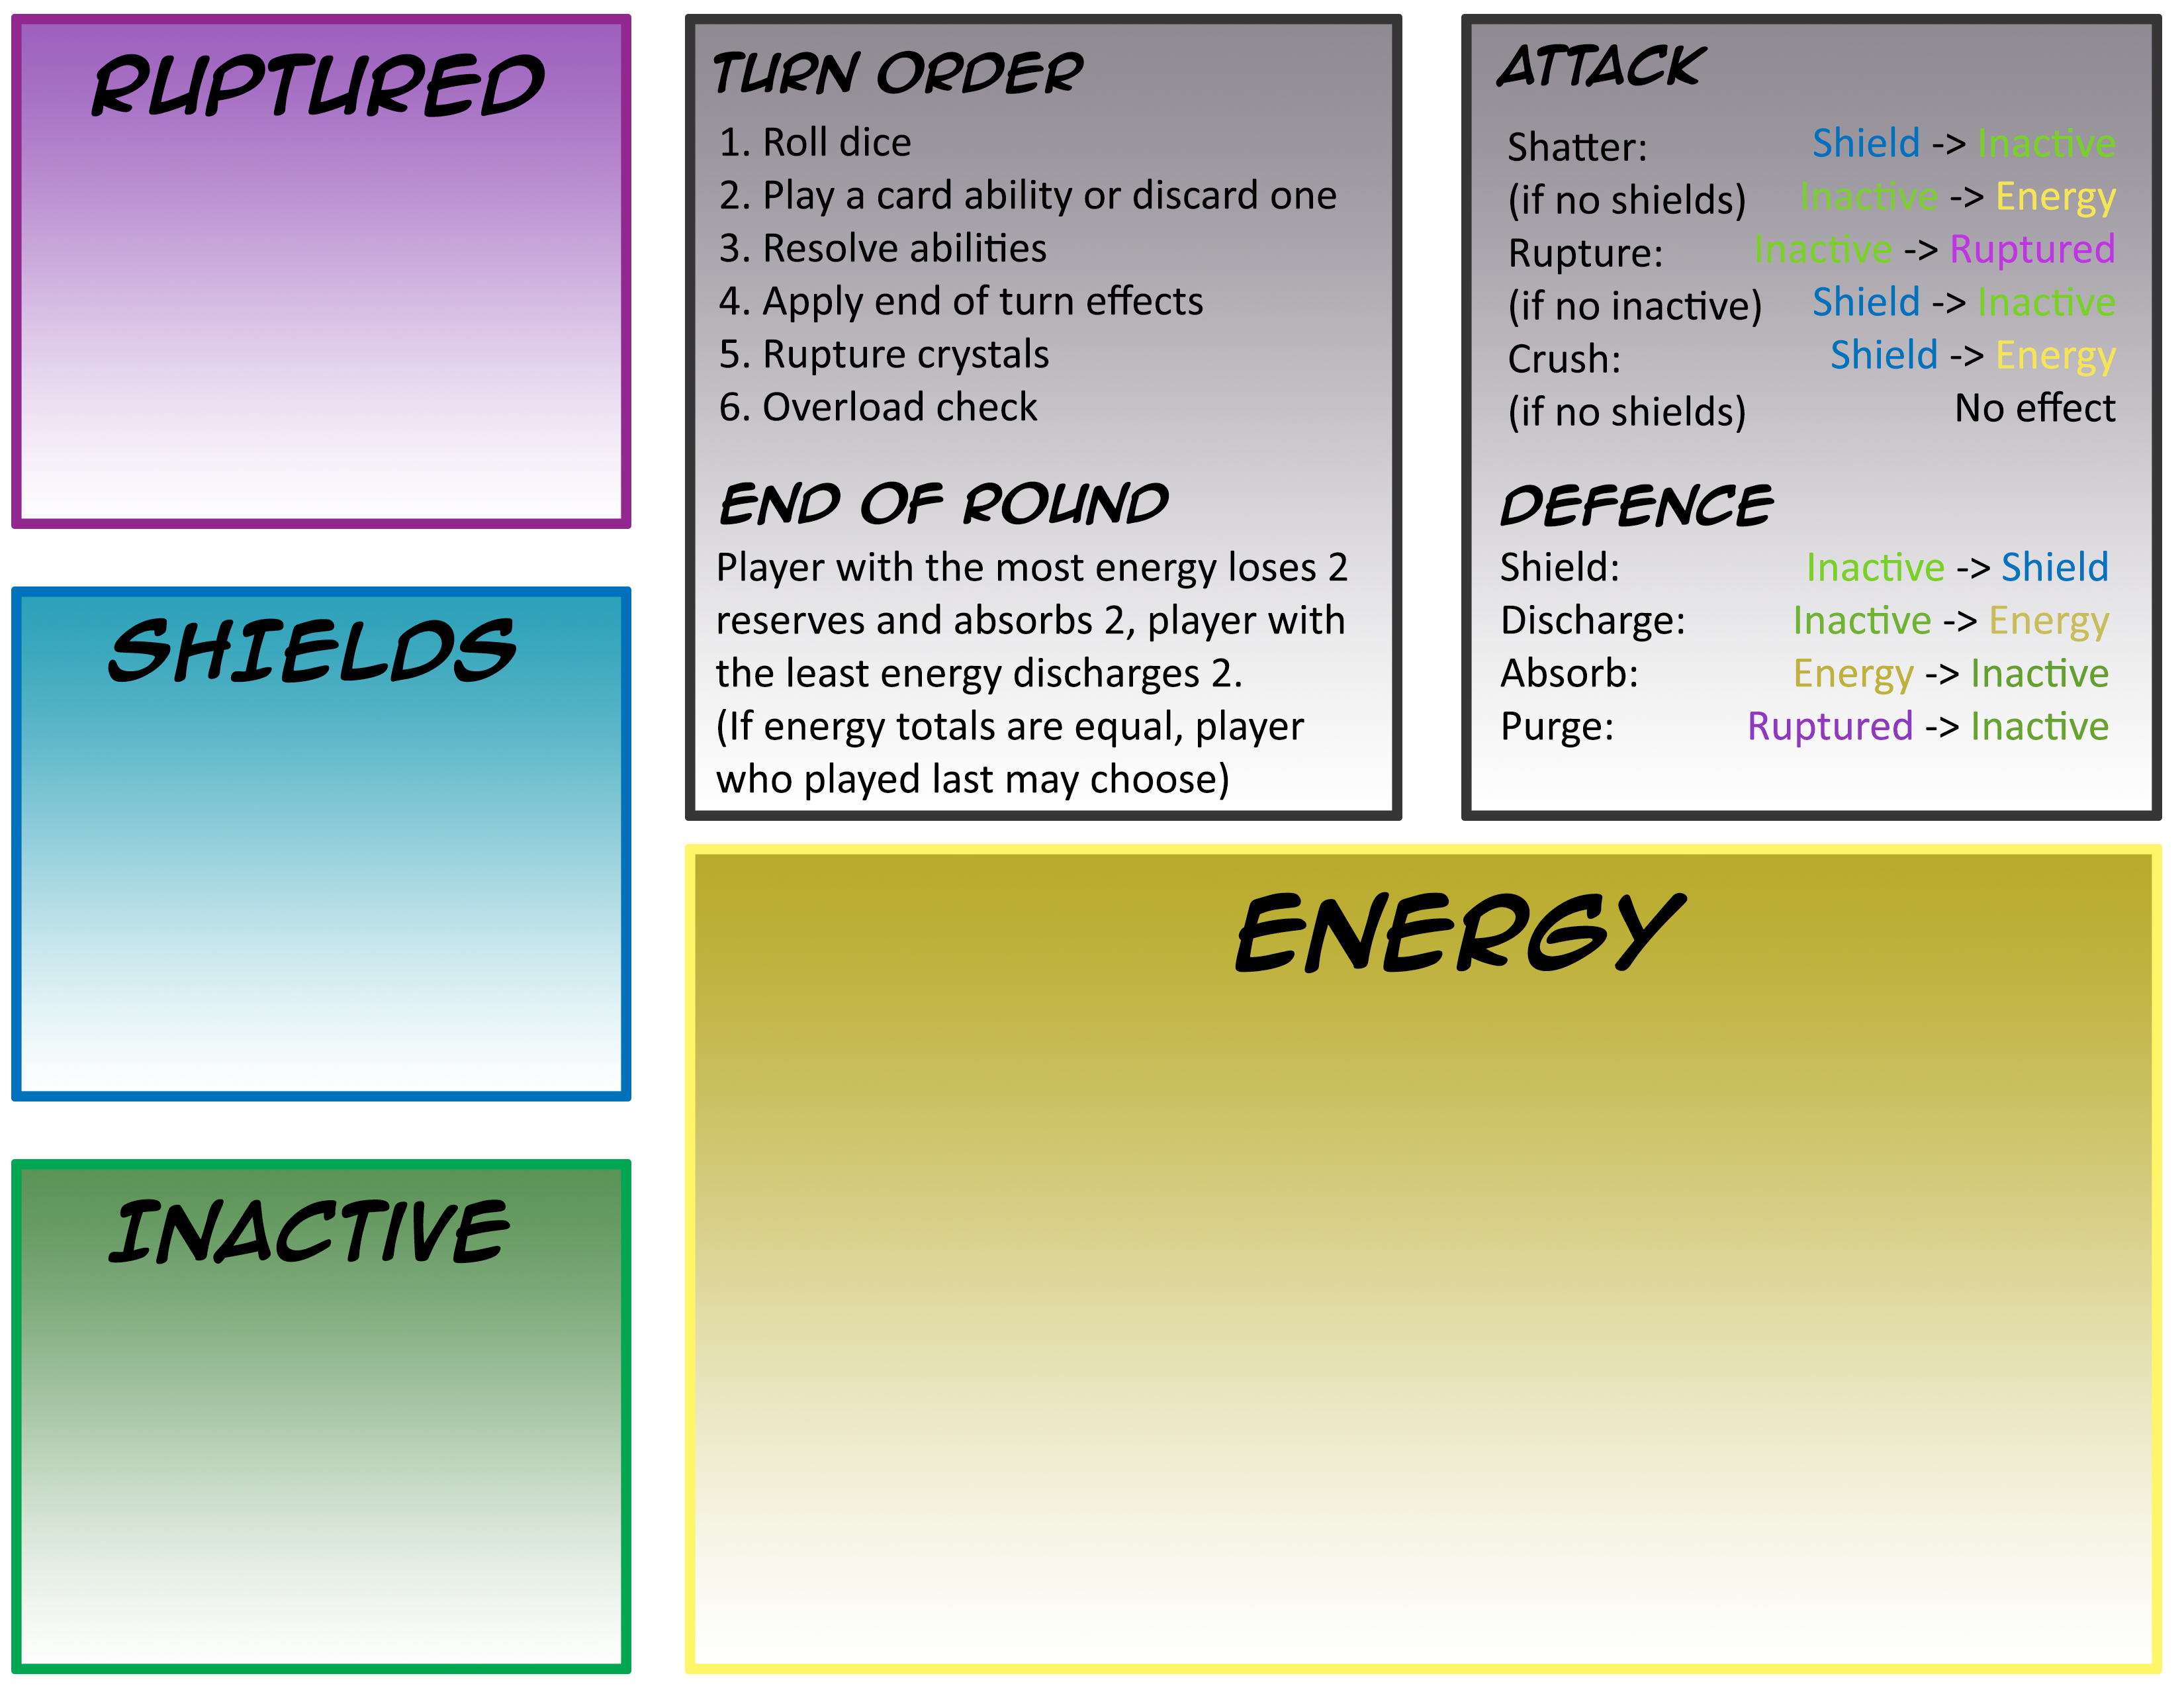 RUPTURED
SHIELDS
INACTIVE
TURN ORDER
1. Roll dice
2. Play a card ability or discard one
3. Resolve abilities
4. Apply end of turn effects
5. Rupture crystals
6. Overload check
END OF ROUND
Player with the most energy loses 2
reserves and absorbs 2, player with
the least energy discharges 2.
(If energy totals are equal, player
who played last may choose)
ATTACK
Shatter: Shield -> Inactive
(if no shields) Inactive -> Energy
Rupture: Inactive -> Ruptured
(if no inactive) Shield -> Inactive
Crush: Shield -> Energy
(if no shields) No effect
DEFENCE
Shield: Inactive -> Shield
Discharge: Inactive -> Energy
Absorb: Energy -> Inactive
Purge: Ruptured -> Inactive
ENERGY